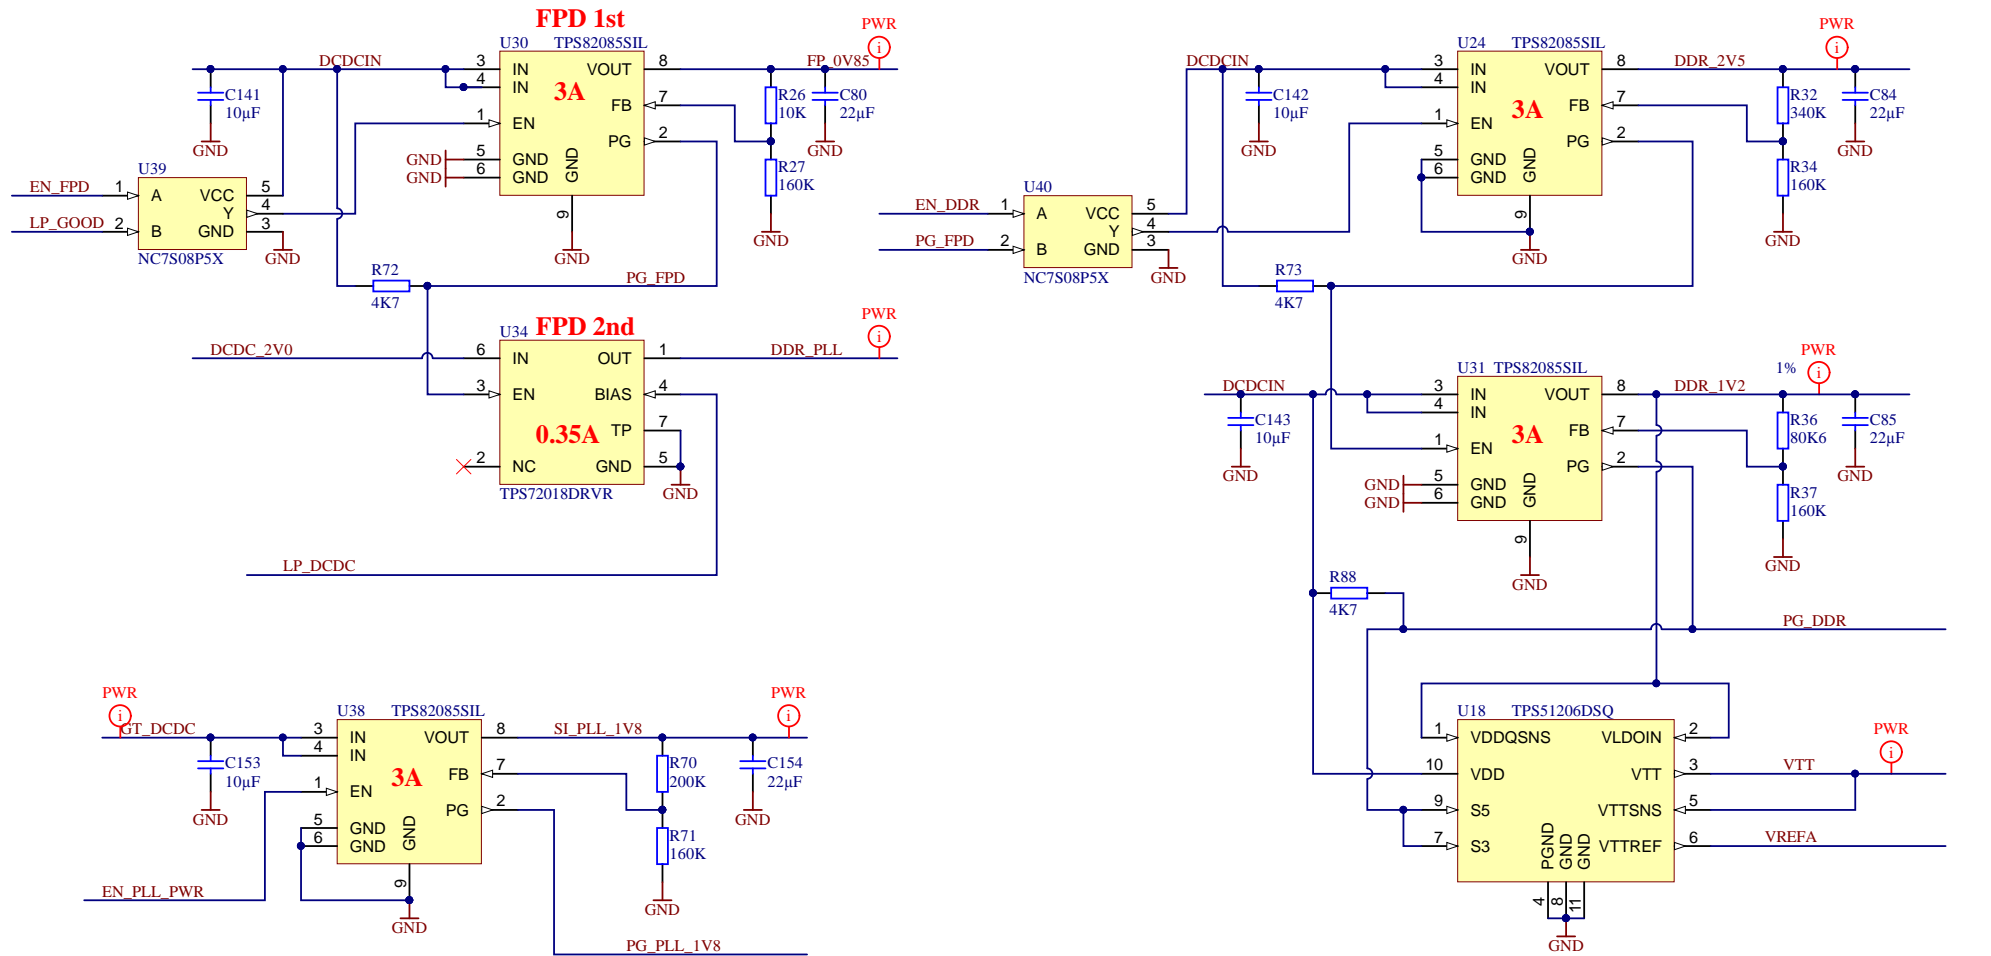 FPD 1st
U30 TPS82085SIL
PWR
DCDCIN
3 IN VOUT 8
FP_0V85
4 IN
3A
C141
10µF
FB 7
R26
10K
C80
22µF
1 EN
PG 2
GND
GND
GND 5 GND
GND 6 GND
GND
R27
160K
9
GND
GND
U39
EN_FPD 1 A VCC 5
Y 4
LP_GOOD 2 B GND 3
NC7S08P5X
GND
R72
4K7
PG_FPD
U34 FPD 2nd
PWR
DCDC_2V0
6 IN OUT 1
DDR_PLL
3 EN BIAS 4
0.35A
TP 7
2 NC GND 5
TPS72018DRVR
GND
LP_DCDC
PWR
GT_DCDC
U38 TPS82085SIL
PWR
3 IN VOUT 8
SI_PLL_1V8
4 IN
3A
C153
10µF
FB 7
R70
200K
C154
22µF
1 EN
PG 2
GND
GND
5 GND
6 GND
GND
R71
160K
9
GND
GND
EN_PLL_PWR
PG_PLL_1V8
U24 TPS82085SIL
PWR
DCDCIN
3 IN VOUT 8
DDR_2V5
4 IN
3A
C142
10µF
FB 7
R32
340K
C84
22µF
1 EN
PG 2
GND
GND
5 GND
6 GND
GND
R34
160K
9
GND
GND
U40
EN_DDR 1 A VCC 5
Y 4
PG_FPD 2 B GND 3
NC7S08P5X
GND
R73
4K7
U31 TPS82085SIL
1%
PWR
DCDCIN
3 IN VOUT 8
DDR_1V2
4 IN
3A
C143
10µF
FB 7
R36
80K6
C85
22µF
1 EN
PG 2
GND
GND
GND 5 GND
GND 6 GND
GND
R37
160K
9
GND
GND
R88
4K7
PG_DDR
U18 TPS51206DSQ
PWR
1 VDDQSNS VLDOIN 2
10 VDD VTT 3
VTT
9 S5 VTTSNS 5
7 S3 VTTREF 6
VREFA
PGND
GND
GND
4
8
11
GND